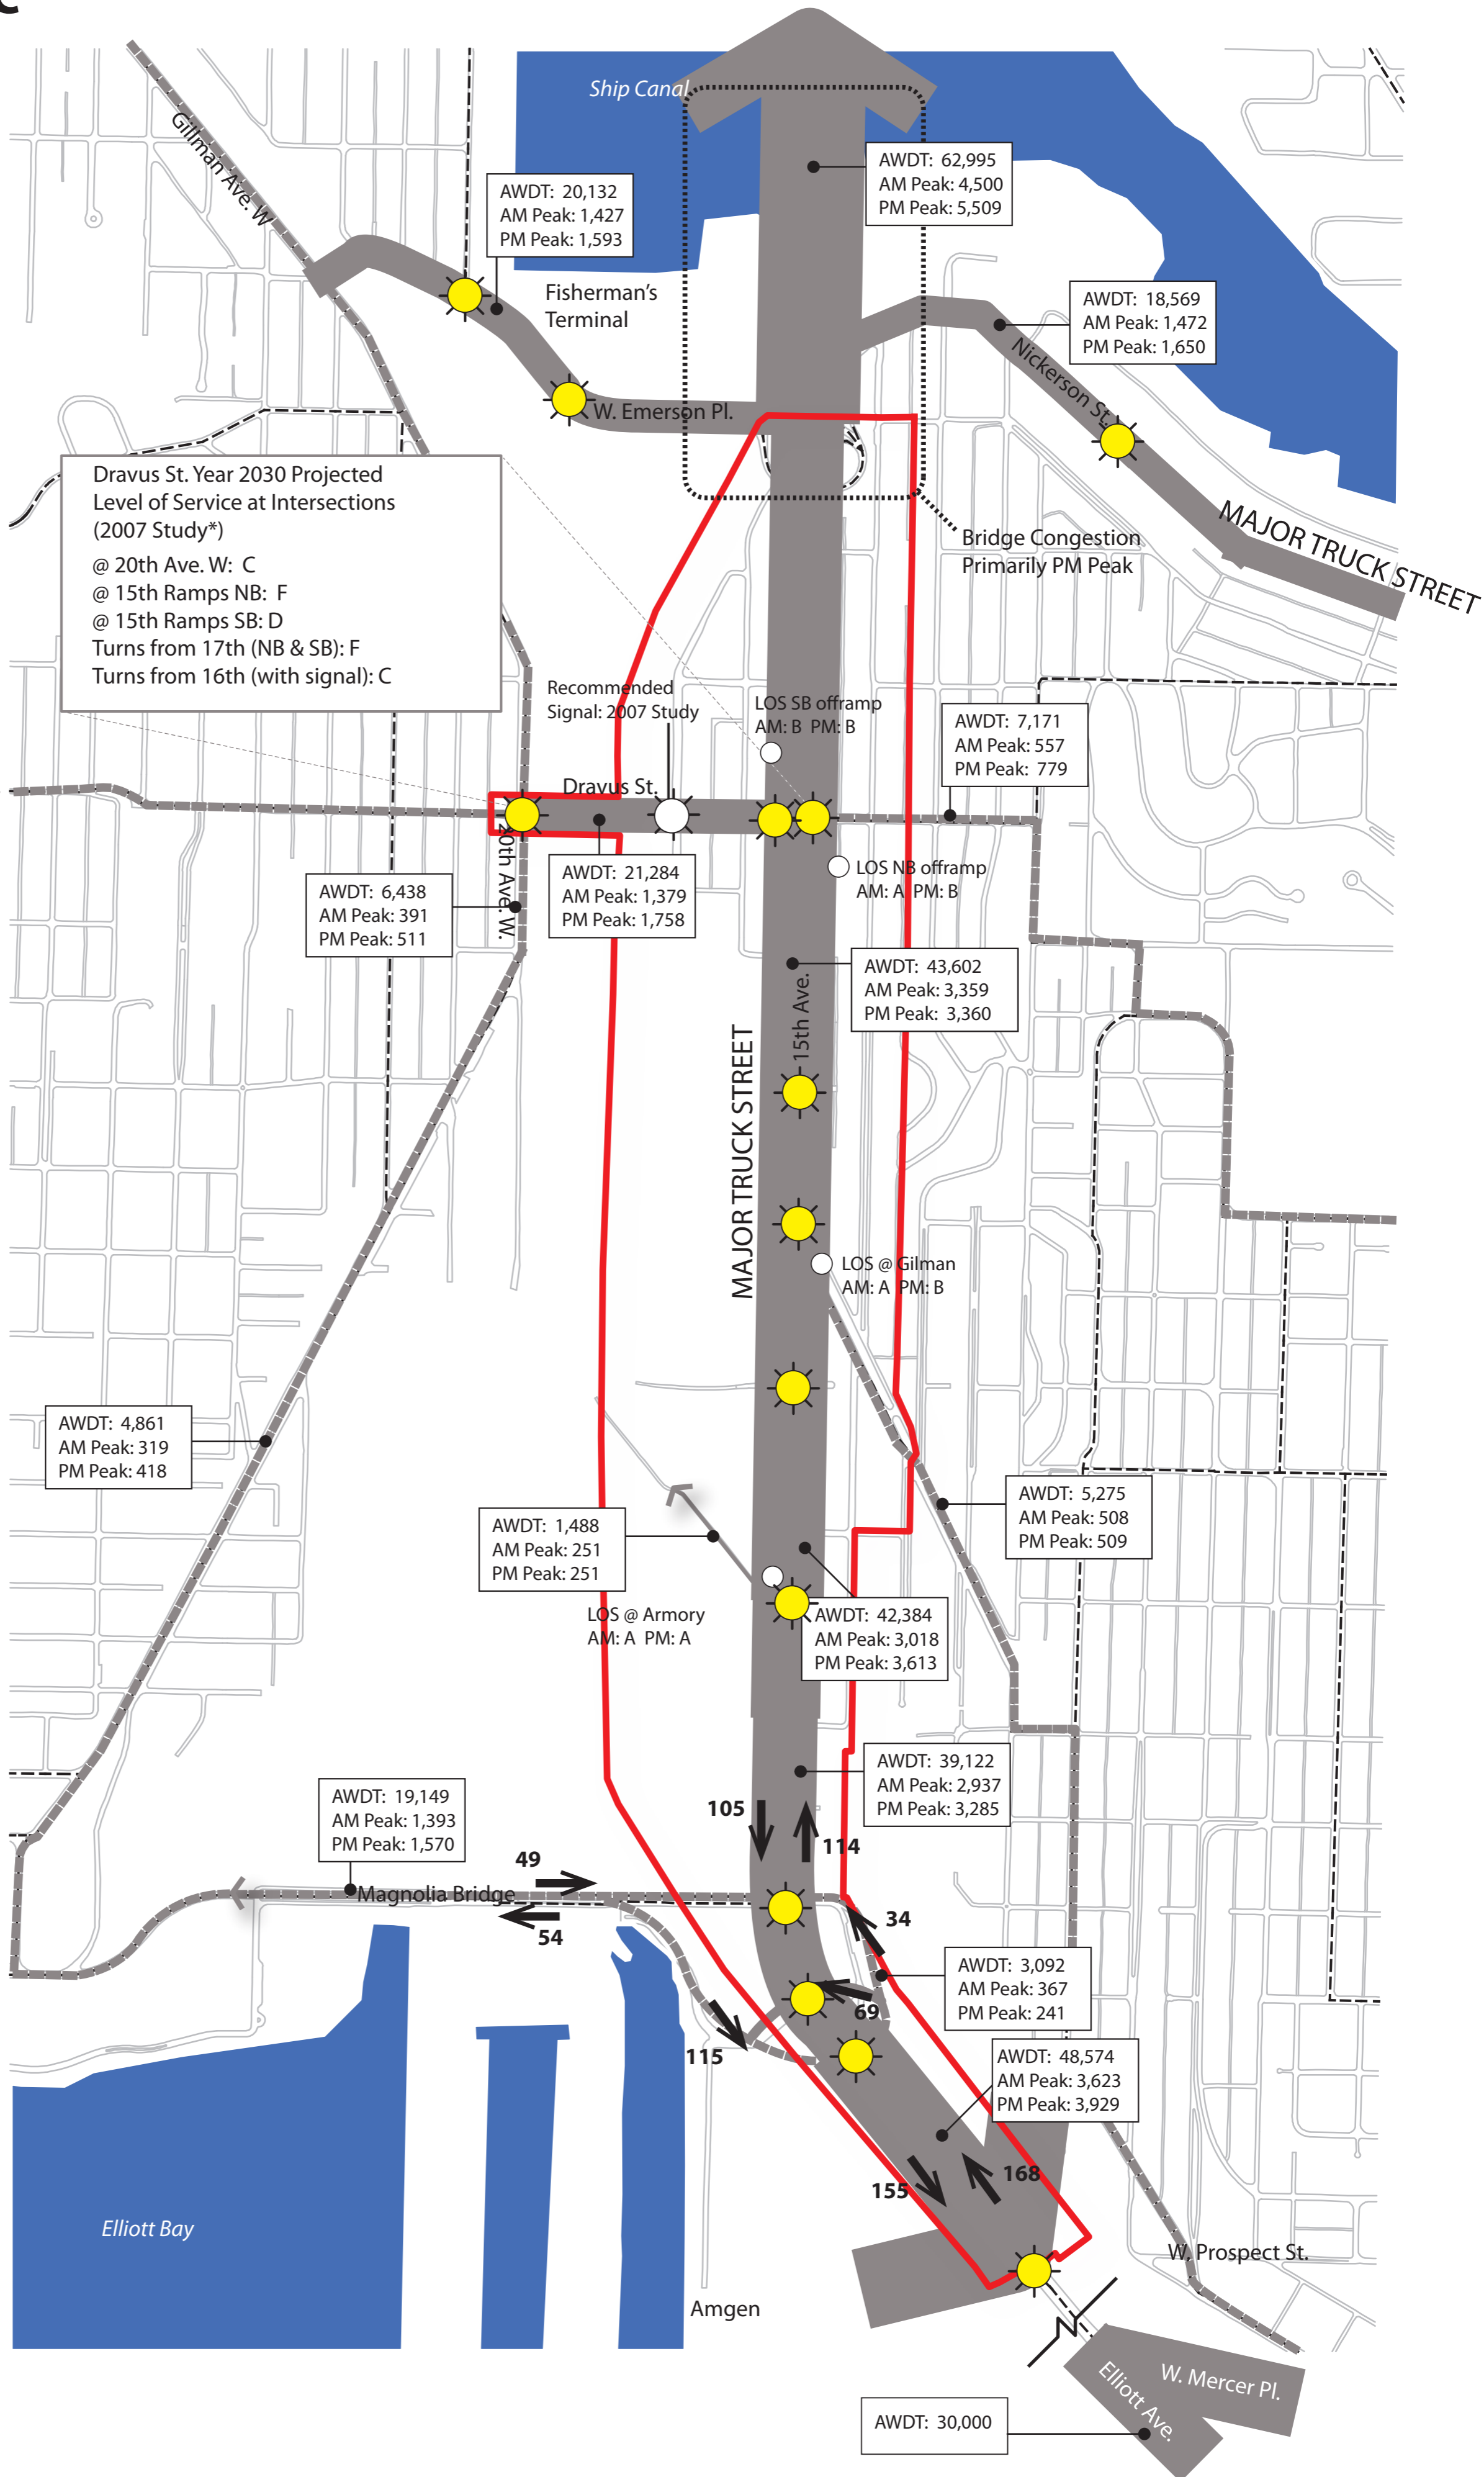 Ship Canal
Gillman Ave. W
AWDT: 62,995
AM Peak: 4,500
PM Peak: 5,509
AWDT: 20,132
AM Peak: 1,427
PM Peak: 1,593
Fisherman's
Terminal
AWDT: 18,569
AM Peak: 1,472
PM Peak: 1,650
Nickerson St.
W. Emerson Pl.
Dravus St. Year 2030 Projected
Level of Service at Intersections
(2007 Study*)
@ 20th Ave. W: C
@ 15th Ramps NB: F
@ 15th Ramps SB: D
Turns from 17th (NB & SB): F
Turns from 16th (with signal): C
MAJOR TRUCK STREET
Bridge Congestion
Primarily PM Peak
Recommended
Signal: 2007 Study
LOS SB offramp
AM: B PM: B
AWDT: 7,171
AM Peak: 557
PM Peak: 779
Dravus St.
20th Ave. W.
AWDT: 21,284
AM Peak: 1,379
PM Peak: 1,758
LOS NB offramp
AM: A PM: B
AWDT: 6,438
AM Peak: 391
PM Peak: 511
AWDT: 43,602
AM Peak: 3,359
PM Peak: 3,360
15th Ave.
MAJOR TRUCK STREET
LOS @ Gilman
AM: A PM: B
AWDT: 4,861
AM Peak: 319
PM Peak: 418
AWDT: 5,275
AM Peak: 508
PM Peak: 509
AWDT: 1,488
AM Peak: 251
PM Peak: 251
LOS @ Armory
AM: A PM: A
AWDT: 42,384
AM Peak: 3,018
PM Peak: 3,613
AWDT: 39,122
AM Peak: 2,937
PM Peak: 3,285
AWDT: 19,149
AM Peak: 1,393
PM Peak: 1,570
105
114
49
Magnolia Bridge
54
34
AWDT: 3,092
AM Peak: 367
PM Peak: 241
69
115
AWDT: 48,574
AM Peak: 3,623
PM Peak: 3,929
168
155
Elliott Bay
W. Prospect St.
Amgen
W. Mercer Pl.
Elliott Ave.
AWDT: 30,000